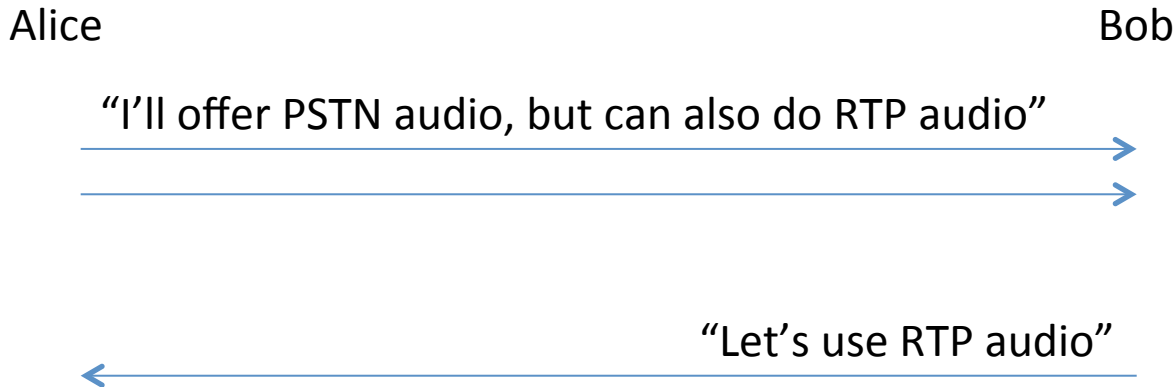 Alice
Bob
“I’ll offer PSTN audio, but can also do RTP audio”
“Let’s use RTP audio”